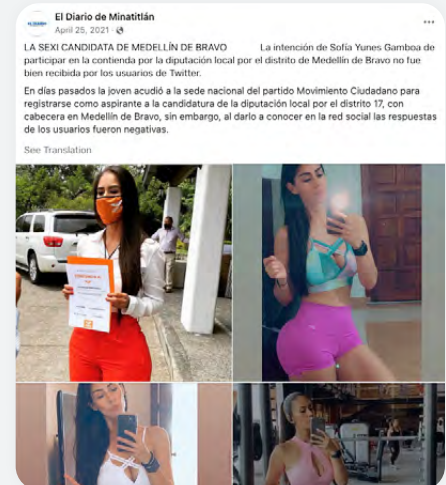 El Diario de Minatitlán
April 25, 2021
LA SEXI CANDIDATA DE MEDELLÍN DE BRAVO La intención de Sofía Yunes Gamboa de
participar en la contienda por la diputación local por el distrito de Medellín de Bravo no fue
bien recibida por los usuarios de Twitter.
En días pasados la joven acudió a la sede nacional del partido Movimiento Ciudadano para
registrarse como aspirante a la candidatura de la diputación local por el distrito 17, con
cabecera en Medellín de Bravo, sin embargo, al darlo a conocer en la red social las respuestas
de los usuarios fueron negativas.
See Translation